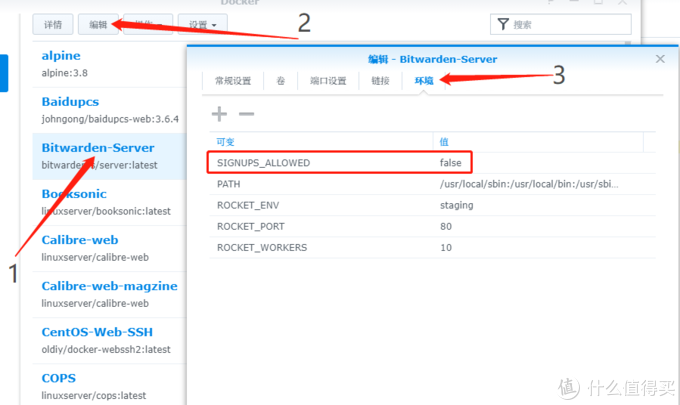 Docker
详情
编辑
设置
搜索
2
alpine
alpine:3.8
Baidupcs
johngong/baidupcs-web:3.6.4
Bitwarden-Server
/server:latest
Booksonic
linuxserver/booksonic:latest
Calibre-web
linuxserver/calibre-web
Calibre-web-magzine
linuxserver/calibre-web
CentOS-Web-SSH
oldiy/docker-webssh2:latest
COPS
linuxserver/cops:latest
1
编辑 - Bitwarden-Server
常规设置 卷 端口设置 链接 环境
3
可变 值
SIGNUPS_ALLOWED false
PATH /usr/local/sbin:/usr/local/bin:/usr/sbi...
ROCKET_ENV staging
ROCKET_PORT 80
ROCKET_WORKERS 10
值 什么值得买